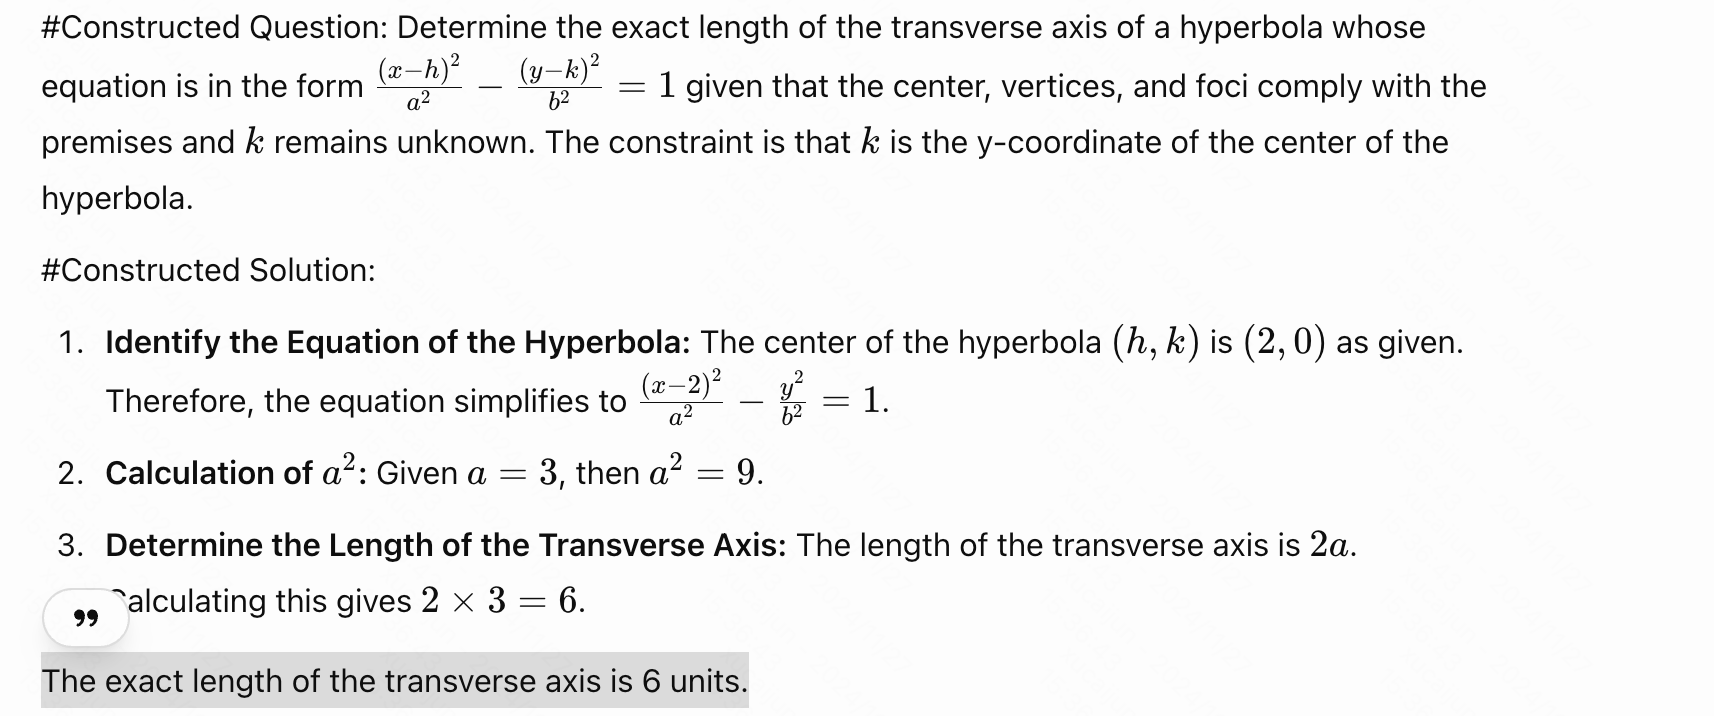 #Constructed Question: Determine the exact length of the transverse axis of a hyperbola whose
equation is in the form $\frac{(x-h)^2}{a^2} - \frac{(y-k)^2}{b^2} = 1$ given that the center, vertices, and foci comply with the
premises and $k$ remains unknown. The constraint is that $k$ is the y-coordinate of the center of the
hyperbola.
#Constructed Solution:
1. Identify the Equation of the Hyperbola: The center of the hyperbola $(h, k)$ is $(2, 0)$ as given.
Therefore, the equation simplifies to $\frac{(x-2)^2}{a^2} - \frac{y^2}{b^2} = 1$.
2. Calculation of $a^2$: Given $a = 3$, then $a^2 = 9$.
3. Determine the Length of the Transverse Axis: The length of the transverse axis is $2a$.
Calculating this gives $2 \times 3 = 6$.
The exact length of the transverse axis is 6 units.